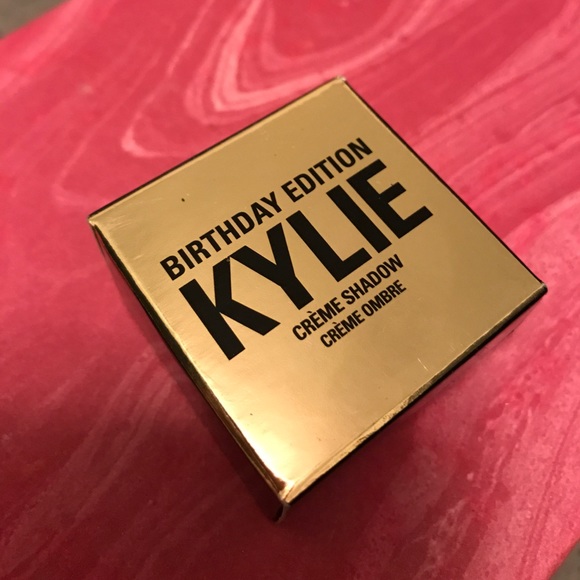 BIRTHDAY EDITION
KYLIE
CRÈME SHADOW
CRÈME OMBRE